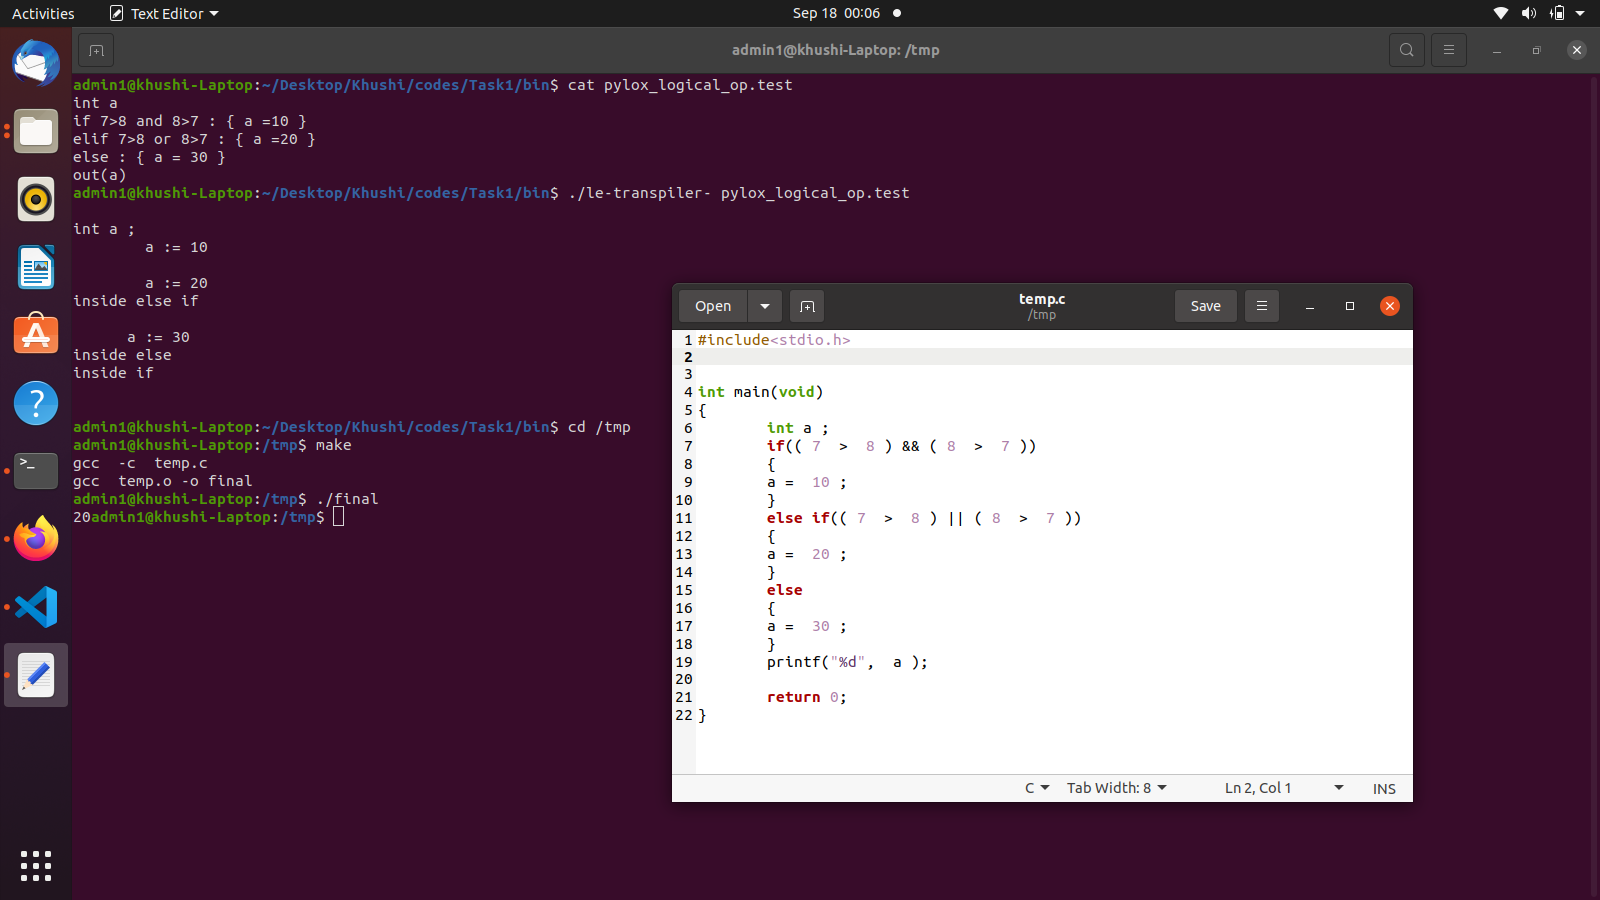 Activities Text Editor Sep 18 00:06
admin1@khushi-Laptop: /tmp
admin1@khushi-Laptop:~/Desktop/Khushi/codes/Task1/bin$ cat pylox_logical_op.test
int a
if 7>8 and 8>7 : { a =10 }
elif 7>8 or 8>7 : { a =20 }
else : { a = 30 }
out(a)
admin1@khushi-Laptop:~/Desktop/Khushi/codes/Task1/bin$ ./le-transpiler- pylox_logical_op.test
int a ;
a := 10
a := 20
inside else if
a := 30
inside else
inside if
admin1@khushi-Laptop:~/Desktop/Khushi/codes/Task1/bin$ cd /tmp
admin1@khushi-Laptop:/tmp$ make
gcc -c temp.c
gcc temp.o -o final
admin1@khushi-Laptop:/tmp$ ./final
20admin1@khushi-Laptop:/tmp$
Open temp.c Save
/tmp
1 #include<stdio.h>
2
3
4 int main(void)
5 {
6 int a ;
7 if(( 7 > 8 ) && ( 8 > 7 ))
8 {
9 a = 10 ;
10 }
11 else if(( 7 > 8 ) || ( 8 > 7 ))
12 {
13 a = 20 ;
14 }
15 else
16 {
17 a = 30 ;
18 }
19 printf("%d", a );
20
21 return 0;
22 }
C Tab Width: 8 Ln 2, Col 1 INS